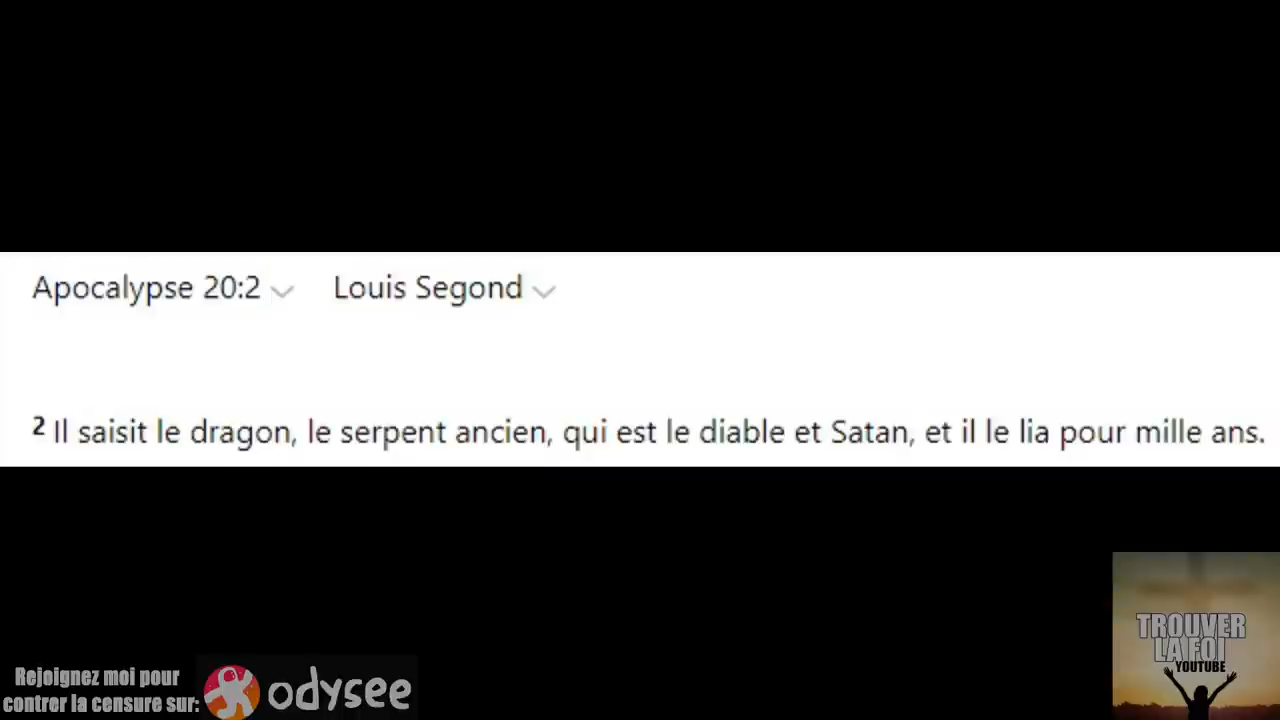 Apocalypse 20:2 Louis Segond
2 Il saisit le dragon, le serpent ancien, qui est le diable et Satan, et il le lia pour mille ans.
TROUVER
LA FOI
YOUTUBE
Rejoignez moi pour
contrer la censure sur:
odysee